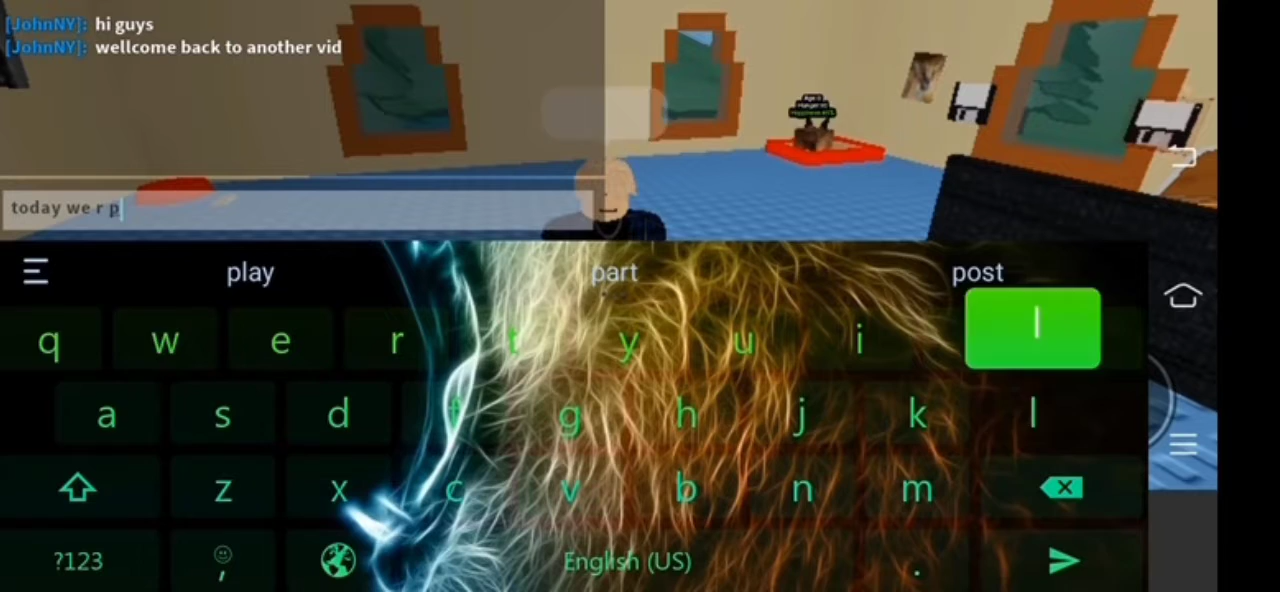 [JohnNY]: hi guys
[JohnNY]: wellcome back to another vid
today we r p
play part post
l
q w e r t y u i
a s d f g h j k l
z x c v b n m
?123 , English (US) .